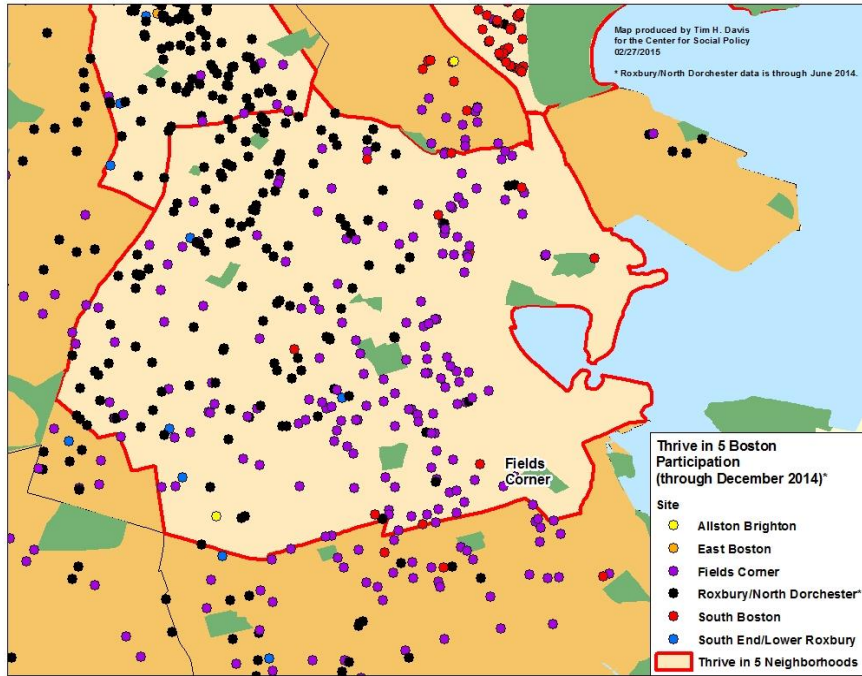 Map produced by Tim H. Davis
for the Center for Social Policy
02/27/2015
* Roxbury/North Dorchester data is through June 2014.
Fields
Corner
Thrive in 5 Boston
Participation
(through December 2014)*
Site
Allston Brighton
East Boston
Fields Corner
Roxbury/North Dorchester*
South Boston
South End/Lower Roxbury
Thrive in 5 Neighborhoods